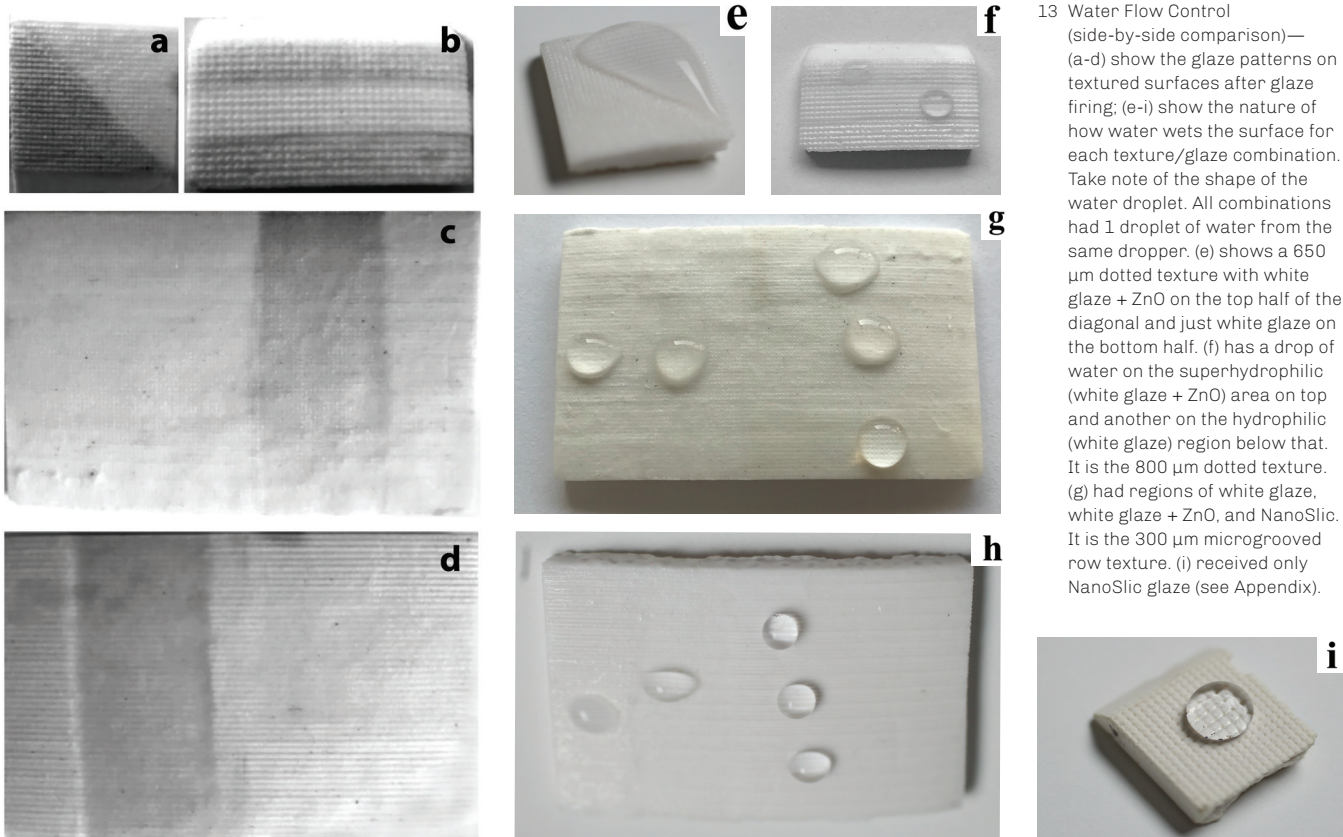 a
b
c
d
e
f
g
h
i
13 Water Flow Control
(side-by-side comparison)—
(a-d) show the glaze patterns on
textured surfaces after glaze
firing; (e-i) show the nature of
how water wets the surface for
each texture/glaze combination.
Take note of the shape of the
water droplet. All combinations
had 1 droplet of water from the
same dropper. (e) shows a 650
µm dotted texture with white
glaze + ZnO on the top half of the
diagonal and just white glaze on
the bottom half. (f) has a drop of
water on the superhydrophilic
(white glaze + ZnO) area on top
and another on the hydrophilic
(white glaze) region below that.
It is the 800 µm dotted texture.
(g) had regions of white glaze,
white glaze + ZnO, and NanoSlic.
It is the 300 µm microgrooved
row texture. (i) received only
NanoSlic glaze (see Appendix).